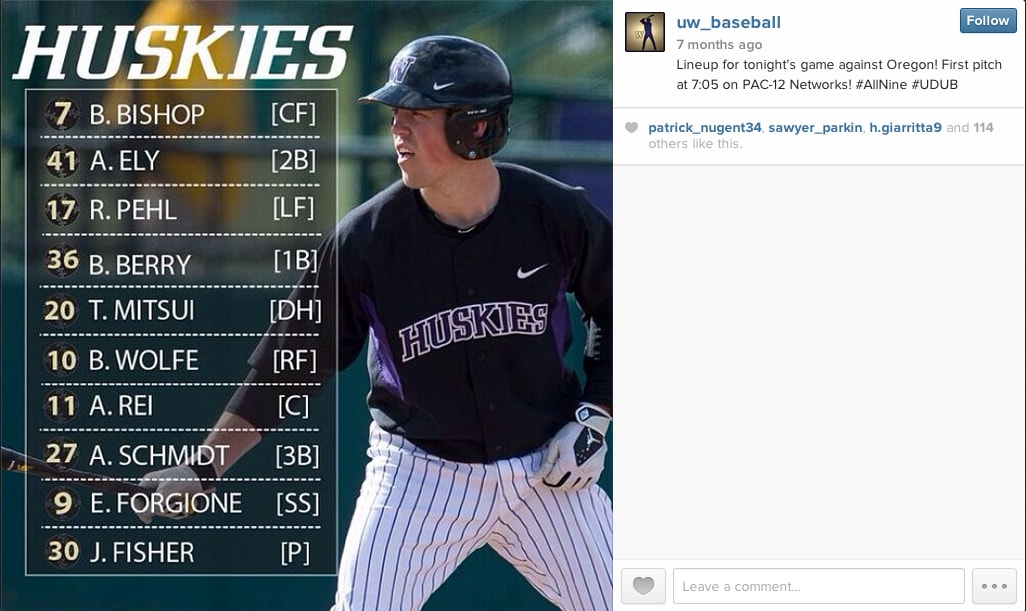 HUSKIES
7 B. BISHOP [CF]
41 A. ELY [2B]
17 R. PEHL [LF]
36 B. BERRY [1B]
20 T. MITSUI [DH]
10 B. WOLFE [RF]
11 A. REI [C]
27 A. SCHMIDT [3B]
9 E. FORGIONE [SS]
30 J. FISHER [P]
W
HUSKIES
uw_baseball
Follow
7 months ago
Lineup for tonight's game against Oregon! First pitch
at 7:05 on PAC-12 Networks! #AllNine #UDUB
patrick_nugent34, sawyer_parkin, h.giarritta9 and 114
others like this.
Leave a comment...